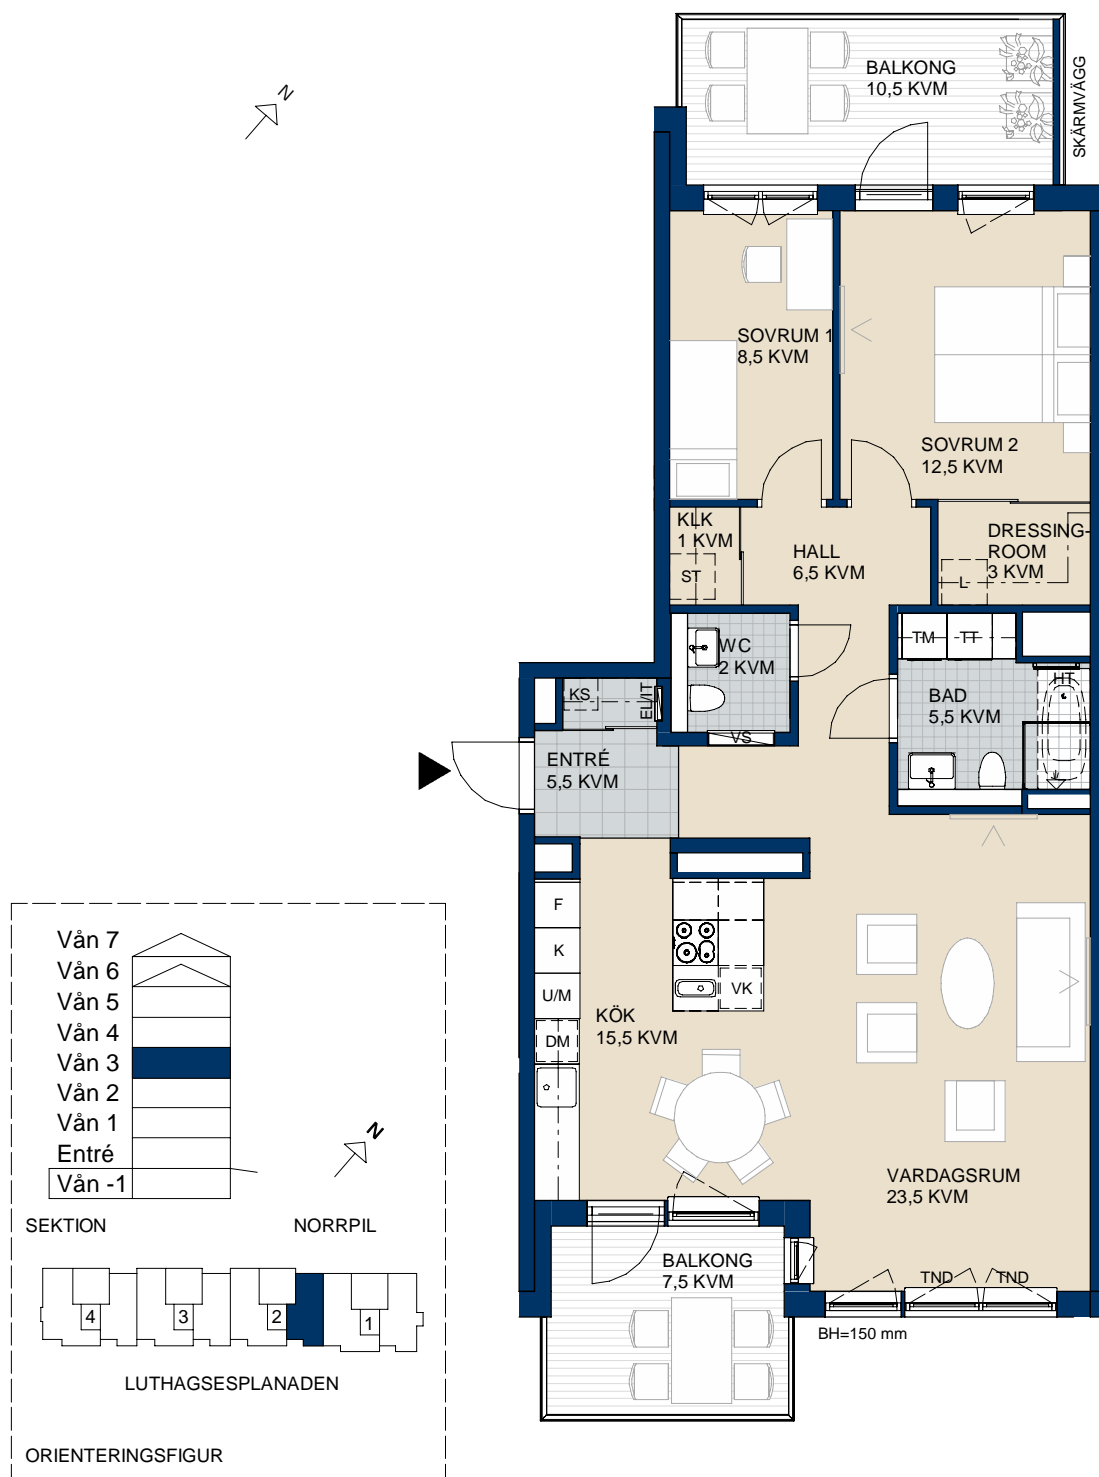 N
BALKONG
10,5 KVM
SKÄRMVÄGG
SOVRUM 1
8,5 KVM
SOVRUM 2
12,5 KVM
KLK
1 KVM
ST
HALL
6,5 KVM
DRESSING-
ROOM
3 KVM
L
WC
2 KVM
VS
TM
TT
HT
BAD
5,5 KVM
KS
EL/IT
ENTRÉ
5,5 KVM
F
K
U/M
DM
VK
KÖK
15,5 KVM
VARDAGSRUM
23,5 KVM
BALKONG
7,5 KVM
TND
TND
BH=150 mm
Vån 7
Vån 6
Vån 5
Vån 4
Vån 3
Vån 2
Vån 1
Entré
Vån -1
N
SEKTION
NORRPIL
4
3
2
1
LUTHAGSESPLANADEN
ORIENTERINGSFIGUR